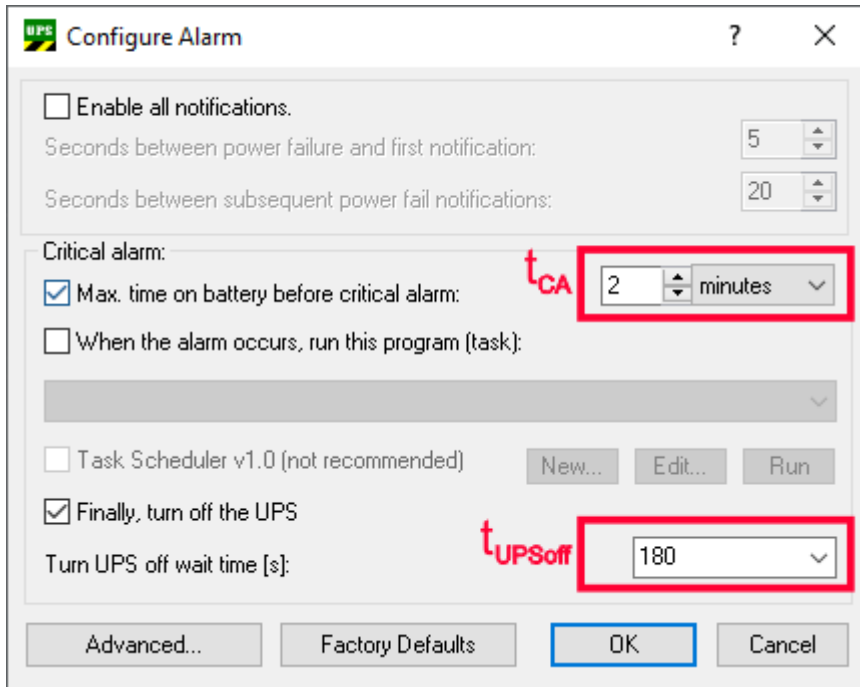 UPS Configure Alarm ? X
Enable all notifications.
Seconds between power failure and first notification: 5
Seconds between subsequent power fail notifications: 20
Critical alarm:
Max. time on battery before critical alarm: tCA 2 minutes
When the alarm occurs, run this program (task):
Task Scheduler v1.0 (not recommended) New... Edit... Run
Finally, turn off the UPS
Turn UPS off wait time [s]: tUPSoff 180
Advanced... Factory Defaults OK Cancel